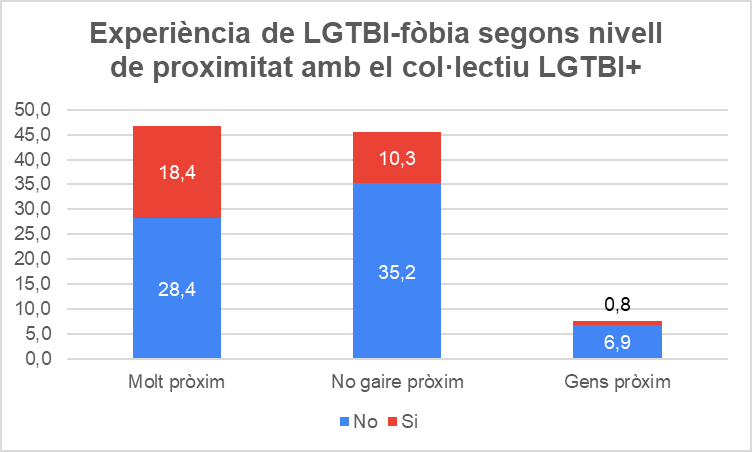 Experiència de LGTBI-fòbia segons nivell
de proximitat amb el col·lectiu LGTBI+
50,0
45,0
40,0
35,0
30,0
25,0
20,0
15,0
10,0
5,0
0,0
18,4
28,4
10,3
35,2
0,8
6,9
Molt pròxim
No gaire pròxim
Gens pròxim
No
Si